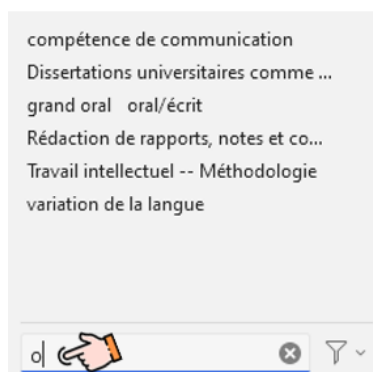 compétence de communication
Dissertations universitaires comme ...
grand oral oral/écrit
Rédaction de rapports, notes et co...
Travail intellectuel -- Méthodologie
variation de la langue
o